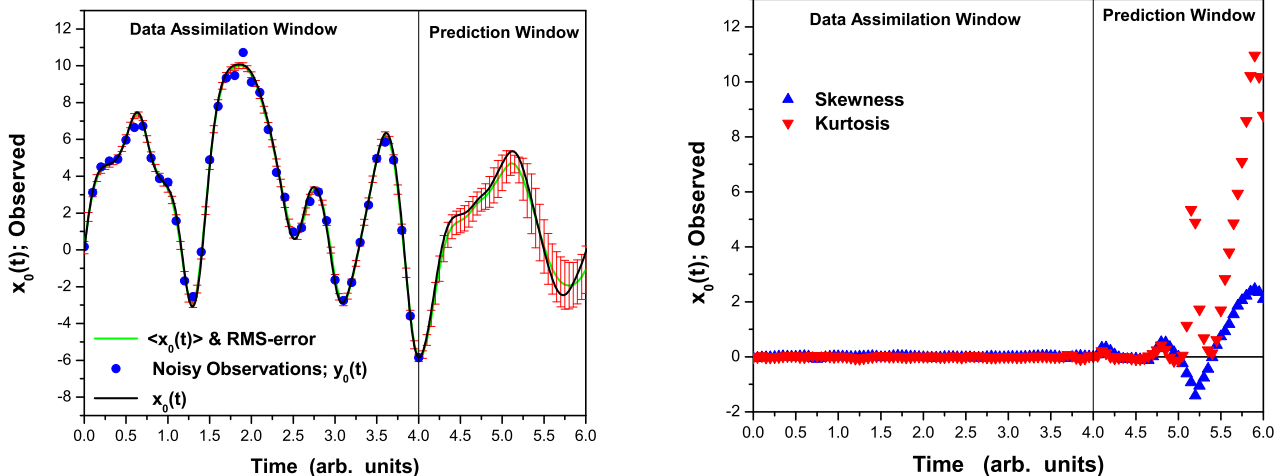 Data Assimilation Window
Prediction Window
12
10
8
6
4
2
0
-2
-4
-6
-8
x0(t); Observed
<x0(t)> & RMS-error
Noisy Observations; y0(t)
x0(t)
0.0 0.5 1.0 1.5 2.0 2.5 3.0 3.5 4.0 4.5 5.0 5.5 6.0
Time (arb. units)
Data Assimilation Window
Prediction Window
12
10
8
6
4
2
0
-2
x0(t); Observed
Skewness
Kurtosis
0.0 0.5 1.0 1.5 2.0 2.5 3.0 3.5 4.0 4.5 5.0 5.5 6.0
Time (arb. units)